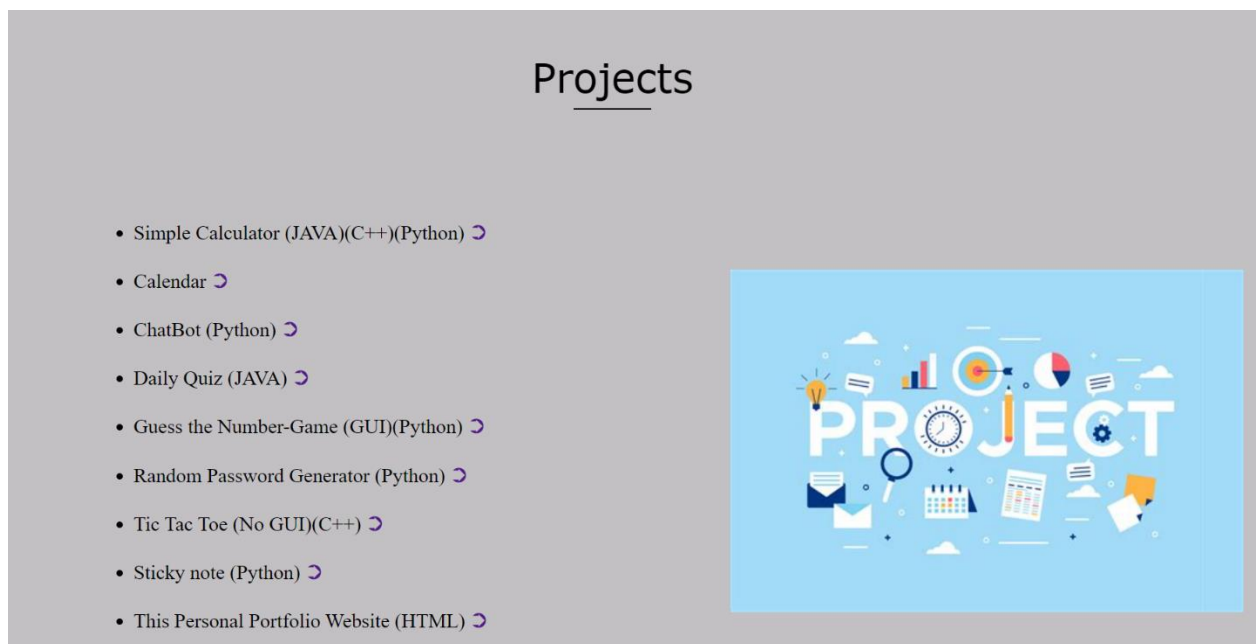 Projects
Simple Calculator (JAVA)(C++)(Python) ➲
Calendar ➲
ChatBot (Python) ➲
Daily Quiz (JAVA) ➲
Guess the Number-Game (GUI)(Python) ➲
Random Password Generator (Python) ➲
Tic Tac Toe (No GUI)(C++) ➲
Sticky note (Python) ➲
This Personal Portfolio Website (HTML) ➲
PROJECT